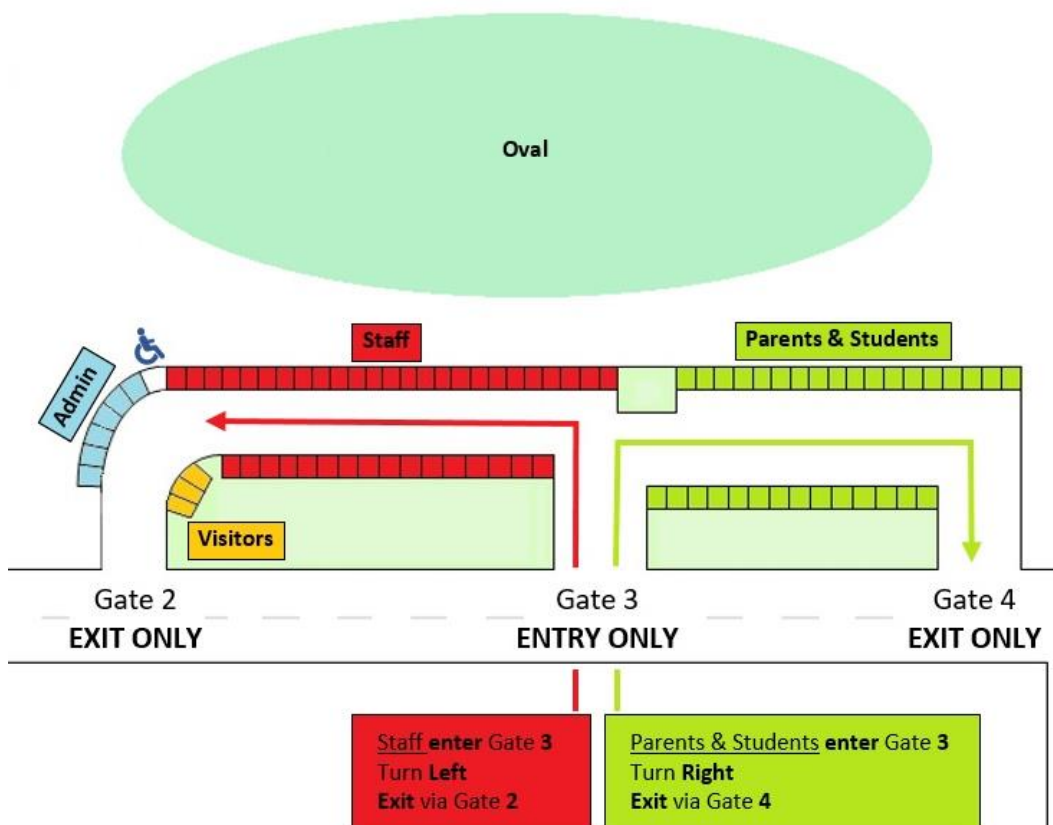 Oval
Staff
Parents & Students
Admin
Visitors
Gate 2
EXIT ONLY
Gate 3
ENTRY ONLY
Gate 4
EXIT ONLY
Staff enter Gate 3
Turn Left
Exit via Gate 2
Parents & Students enter Gate 3
Turn Right
Exit via Gate 4